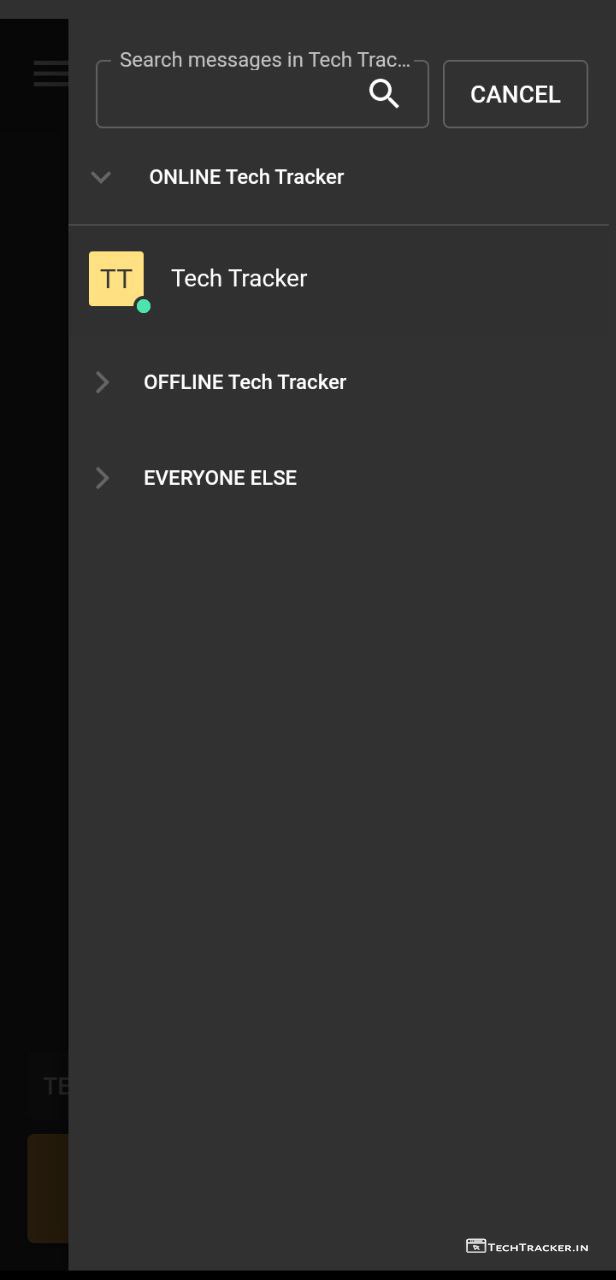 Search messages in Tech Trac...
CANCEL
ONLINE Tech Tracker
TT
Tech Tracker
OFFLINE Tech Tracker
EVERYONE ELSE
TE
TECHTRACKER.IN